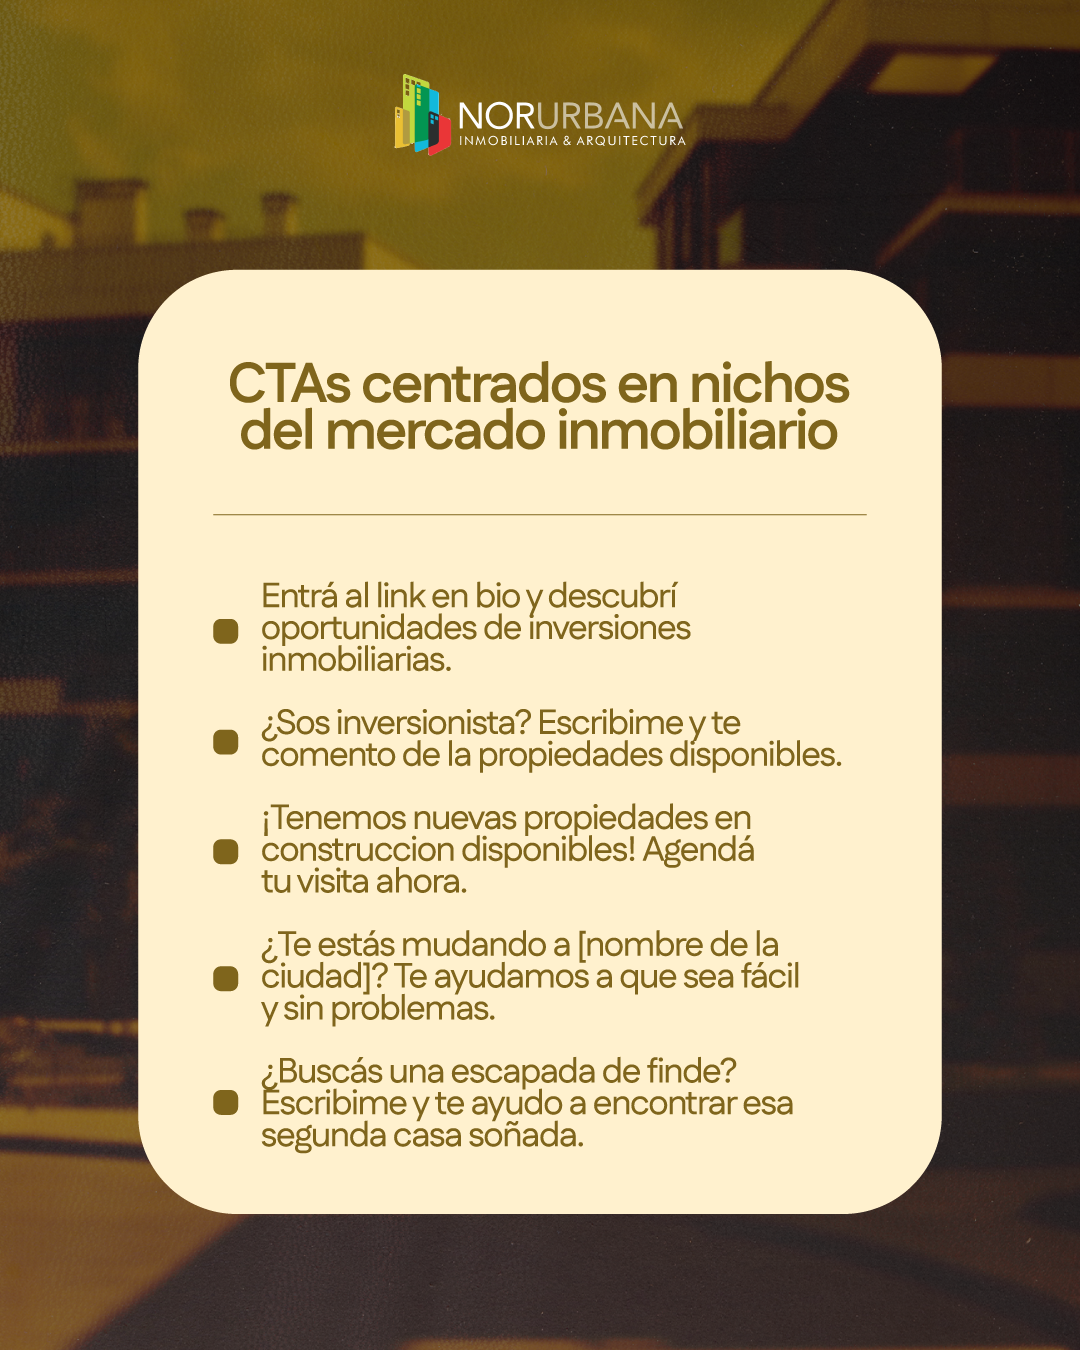 NORURBANA
INMOBILIARIA & ARQUITECTURA
CTAs centrados en nichos
del mercado inmobiliario
Entrá al link en bio y descubrí
oportunidades de inversiones
inmobiliarias.
¿Sos inversionista? Escribime y te
comento de la propiedades disponibles.
¡Tenemos nuevas propiedades en
construccion disponibles! Agendá
tu visita ahora.
¿Te estás mudando a [nombre de la
ciudad]? Te ayudamos a que sea fácil
y sin problemas.
¿Buscás una escapada de finde?
Escribime y te ayudo a encontrar esa
segunda casa soñada.